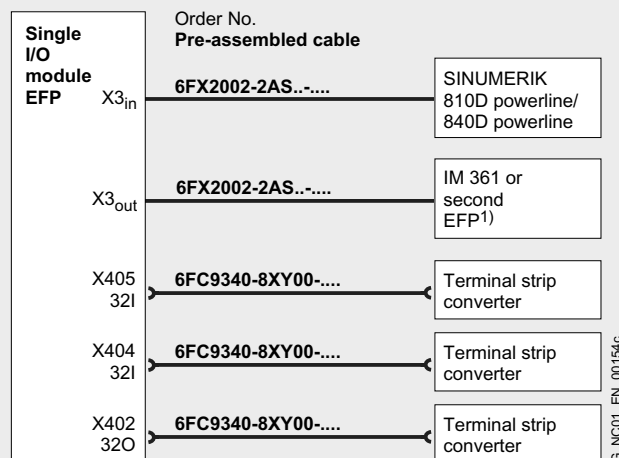 Single
I/O
module
EFP
Order No.
Pre-assembled cable
X3in
6FX2002-2AS..-....
SINUMERIK
810D powerline/
840D powerline
X3out
6FX2002-2AS..-....
IM 361 or
second
EFP1)
X405
32I
6FC9340-8XY00-....
Terminal strip
converter
X404
32I
6FC9340-8XY00-....
Terminal strip
converter
X402
32O
6FC9340-8XY00-....
Terminal strip
converter
G_NC01_EN_00154c